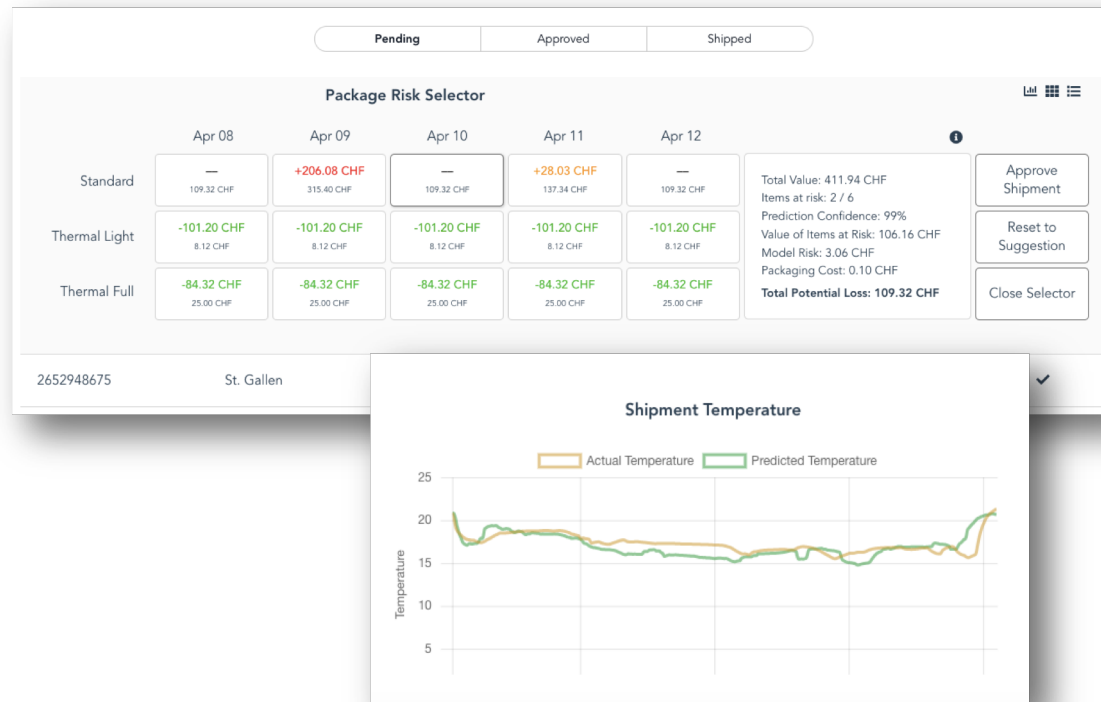 Pending Approved Shipped
Package Risk Selector
Apr 08 Apr 09 Apr 10 Apr 11 Apr 12
Standard
—
109.32 CHF
+206.08 CHF
315.40 CHF
—
109.32 CHF
+28.03 CHF
137.34 CHF
—
109.32 CHF
Thermal Light
-101.20 CHF
8.12 CHF
-101.20 CHF
8.12 CHF
-101.20 CHF
8.12 CHF
-101.20 CHF
8.12 CHF
-101.20 CHF
8.12 CHF
Thermal Full
-84.32 CHF
25.00 CHF
-84.32 CHF
25.00 CHF
-84.32 CHF
25.00 CHF
-84.32 CHF
25.00 CHF
-84.32 CHF
25.00 CHF
Total Value: 411.94 CHF
Items at risk: 2 / 6
Prediction Confidence: 99%
Value of Items at Risk: 106.16 CHF
Model Risk: 3.06 CHF
Packaging Cost: 0.10 CHF
Total Potential Loss: 109.32 CHF
Approve
Shipment
Reset to
Suggestion
Close Selector
2652948675 St. Gallen
Shipment Temperature
Actual Temperature Predicted Temperature
Temperature
25
20
15
10
5